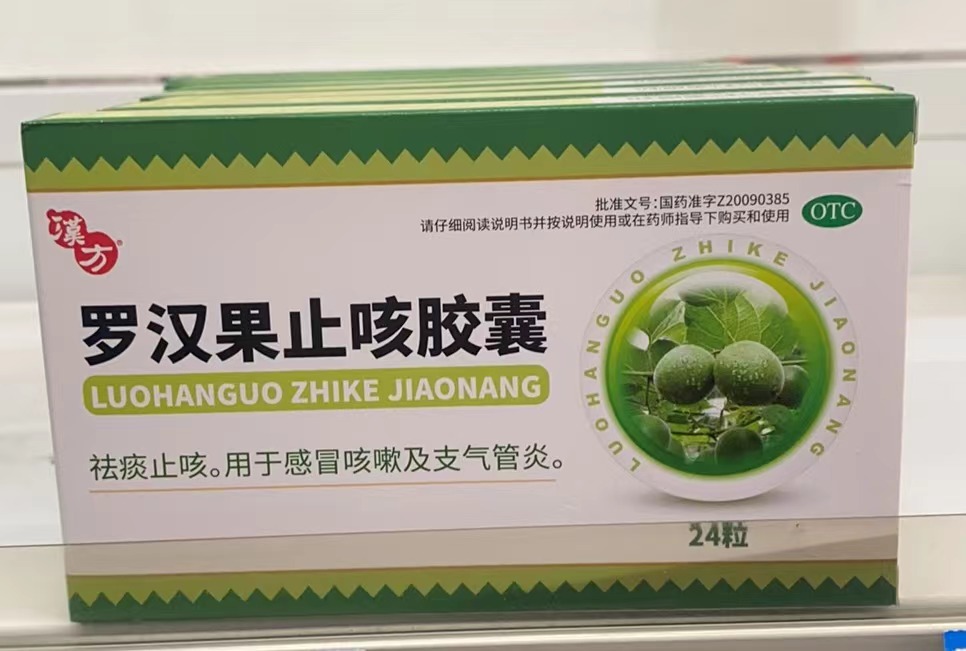 批准文号:国药准字Z20090385
请仔细阅读说明书并按说明使用或在药师指导下购买和使用
OTC
漢方®
罗汉果止咳胶囊
LUOHANGUO ZHIKE JIAONANG
LUOHANGUO ZHIKE JIAONANG
祛痰止咳。用于感冒咳嗽及支气管炎。
24粒